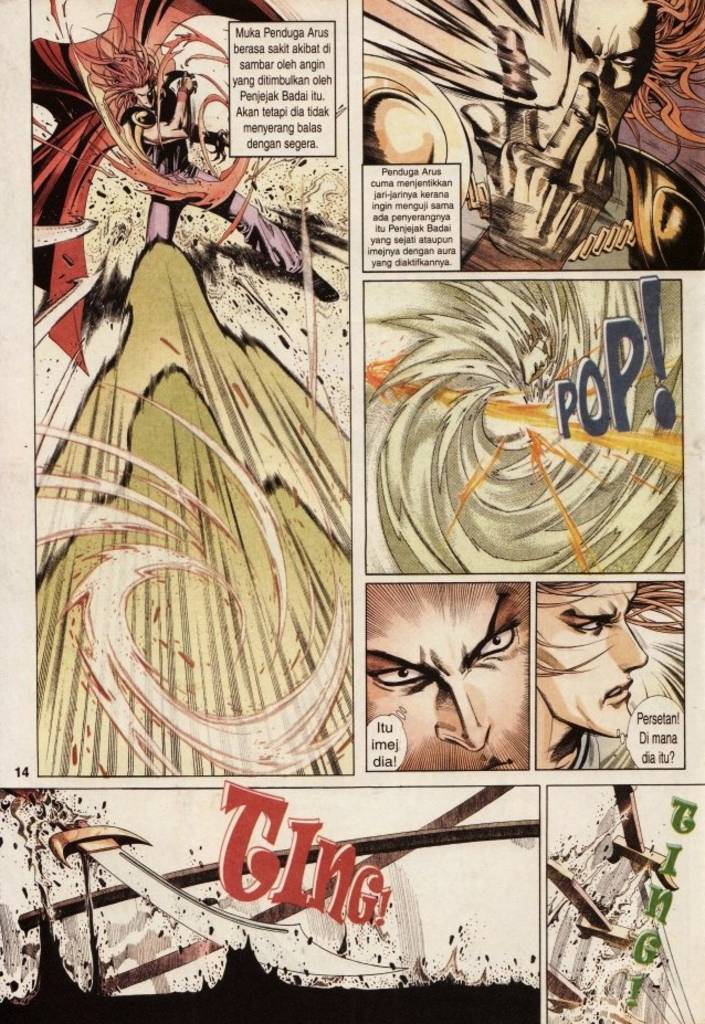 Muka Penduga Arus
berasa sakit akibat di
sambar oleh angin
yang ditimbulkan oleh
Penjejak Badai itu.
Akan tetapi dia tidak
menyerang balas
dengan segera.
Penduga Arus
cuma menjentikkan
jari-jarinya kerana
ingin menguji sama
ada penyerangnya
itu Penjejak Badai
yang sejati ataupun
imejnya dengan aura
yang diaktifkannya.
POP!
Itu
imej
dia!
Persetan!
Di mana
dia itu?
14
TING!
TING!